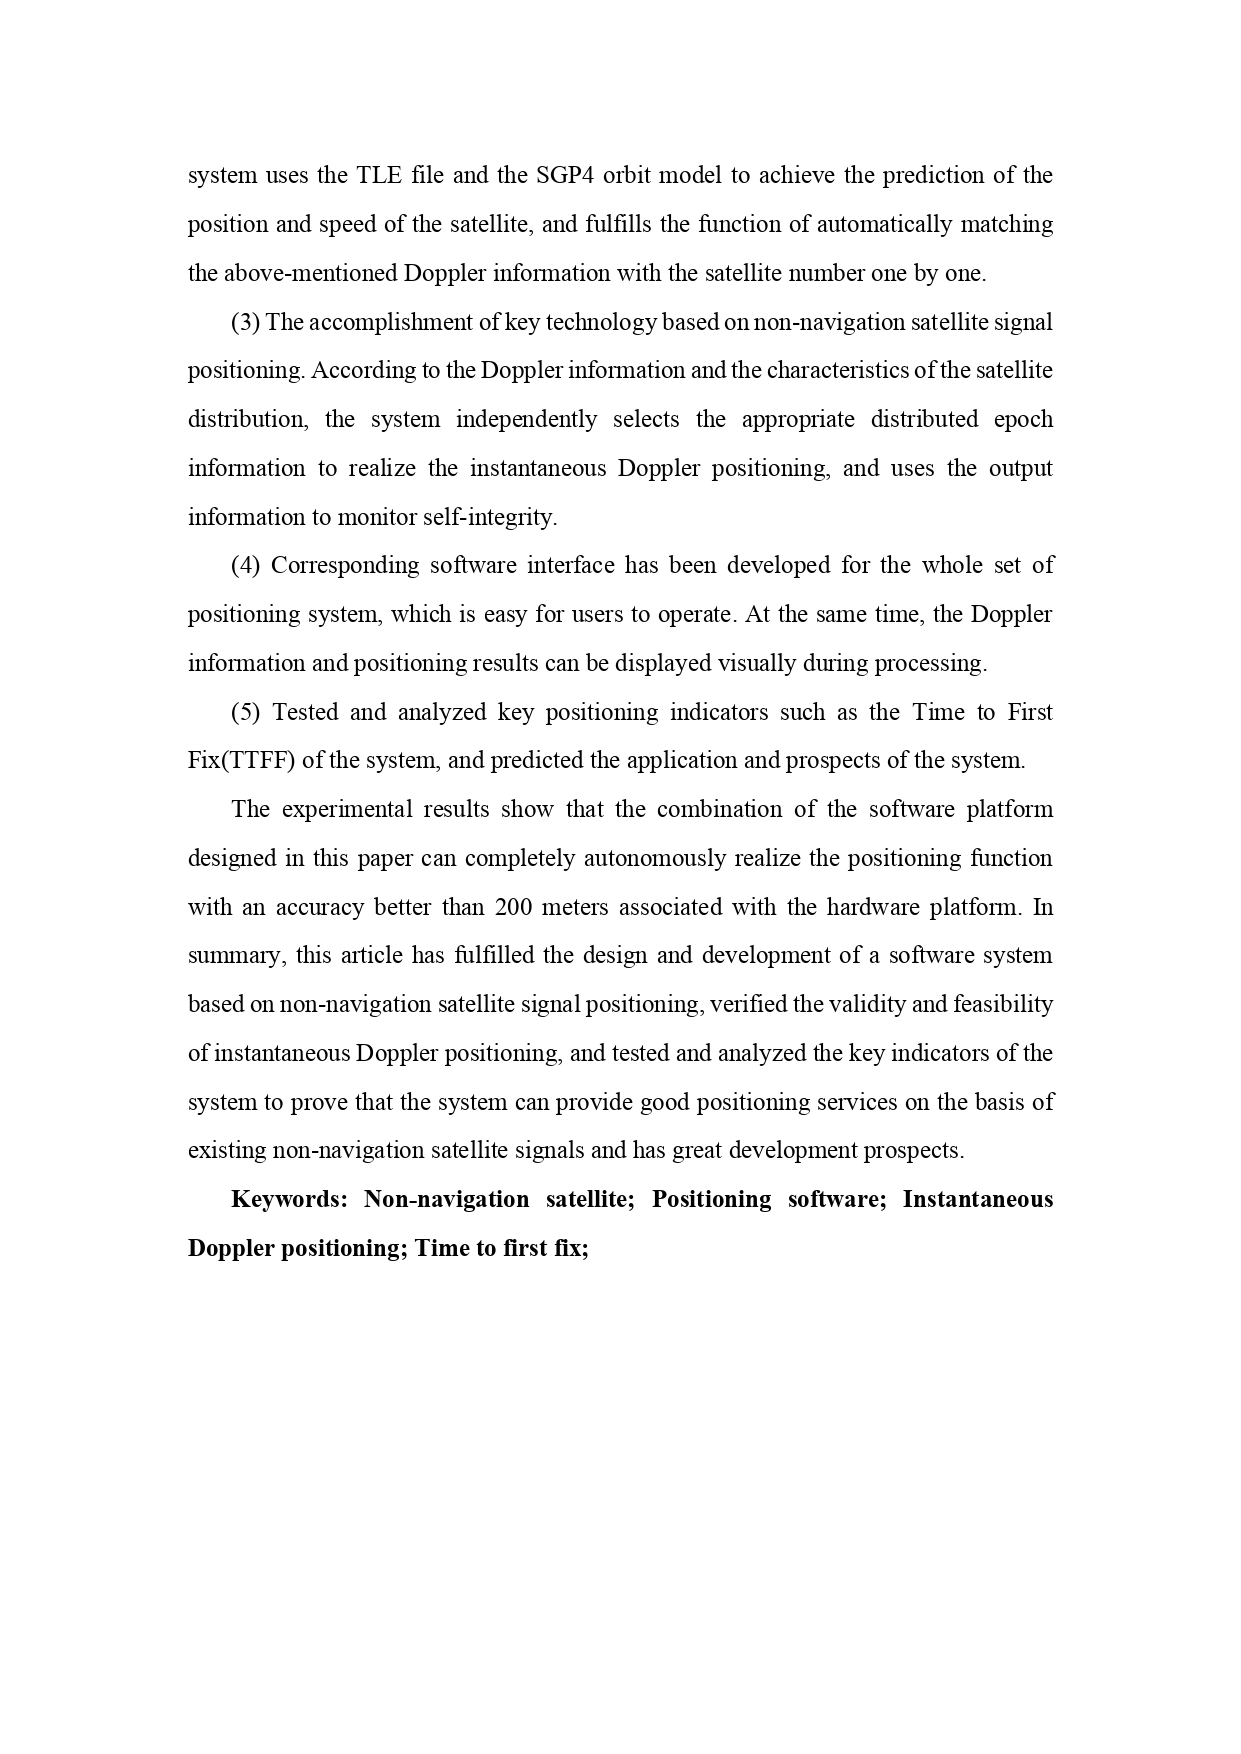 system uses the TLE file and the SGP4 orbit model to achieve the prediction of the
position and speed of the satellite, and fulfills the function of automatically matching
the above-mentioned Doppler information with the satellite number one by one.
(3) The accomplishment of key technology based on non-navigation satellite signal
positioning. According to the Doppler information and the characteristics of the satellite
distribution, the system independently selects the appropriate distributed epoch
information to realize the instantaneous Doppler positioning, and uses the output
information to monitor self-integrity.
(4) Corresponding software interface has been developed for the whole set of
positioning system, which is easy for users to operate. At the same time, the Doppler
information and positioning results can be displayed visually during processing.
(5) Tested and analyzed key positioning indicators such as the Time to First
Fix(TTFF) of the system, and predicted the application and prospects of the system.
The experimental results show that the combination of the software platform
designed in this paper can completely autonomously realize the positioning function
with an accuracy better than 200 meters associated with the hardware platform. In
summary, this article has fulfilled the design and development of a software system
based on non-navigation satellite signal positioning, verified the validity and feasibility
of instantaneous Doppler positioning, and tested and analyzed the key indicators of the
system to prove that the system can provide good positioning services on the basis of
existing non-navigation satellite signals and has great development prospects.
Keywords: Non-navigation satellite; Positioning software; Instantaneous
Doppler positioning; Time to first fix;